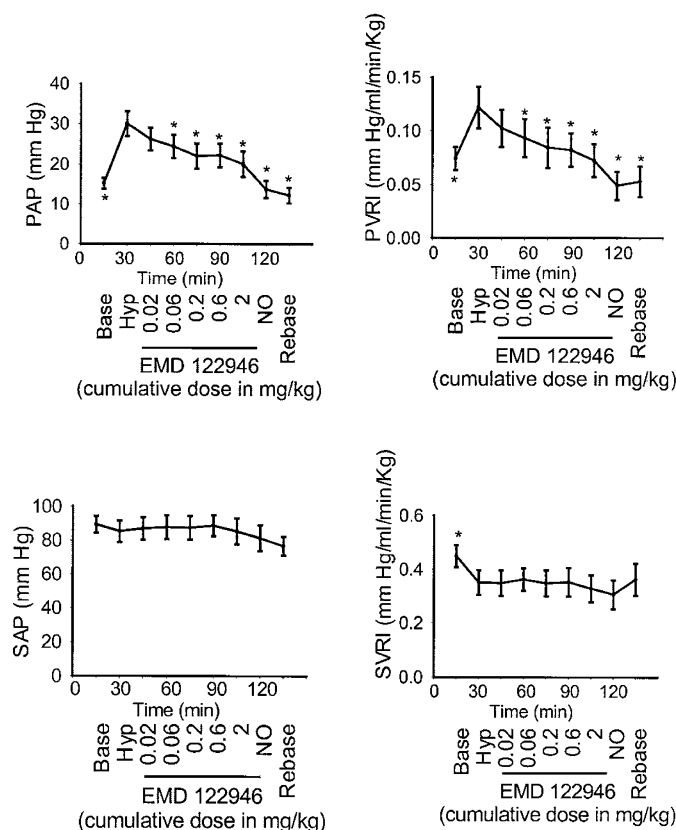 PAP (mm Hg)
40
30
20
10
0
*
*
*
*
*
*
*
0 30 60 90 120
Time (min)
Base
Hyp
0.02
0.06
0.2
0.6
2
NO
Rebase
EMD 122946
(cumulative dose in mg/kg)
PVRI (mm Hg/ml/min/Kg)
0.15
0.10
0.05
0.00
*
*
*
*
*
*
*
0 30 60 90 120
Time (min)
Base
Hyp
0.02
0.06
0.2
0.6
2
NO
Rebase
EMD 122946
(cumulative dose in mg/kg)
SAP (mm Hg)
100
80
60
40
20
0
0 30 60 90 120
Time (min)
Base
Hyp
0.02
0.06
0.2
0.6
2
NO
Rebase
EMD 122946
(cumulative dose in mg/kg)
SVRI (mm Hg/ml/min/Kg)
0.6
0.4
0.2
0
*
0 30 60 90 120
Time (min)
Base
Hyp
0.02
0.06
0.2
0.6
2
NO
Rebase
EMD 122946
(cumulative dose in mg/kg)